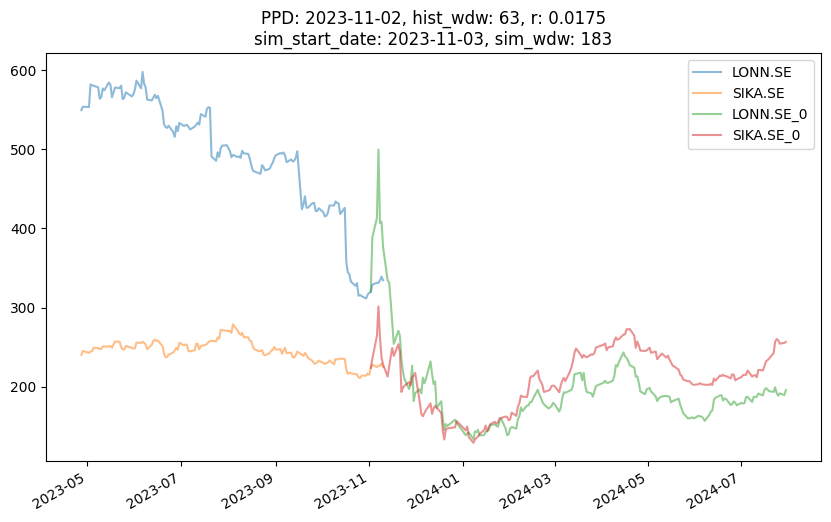 PPD: 2023-11-02, hist_wdw: 63, r: 0.0175
sim_start_date: 2023-11-03, sim_wdw: 183
LONN.SE
SIKA.SE
LONN.SE_0
SIKA.SE_0
600
500
400
300
200
2023-05
2023-07
2023-09
2023-11
2024-01
2024-03
2024-05
2024-07